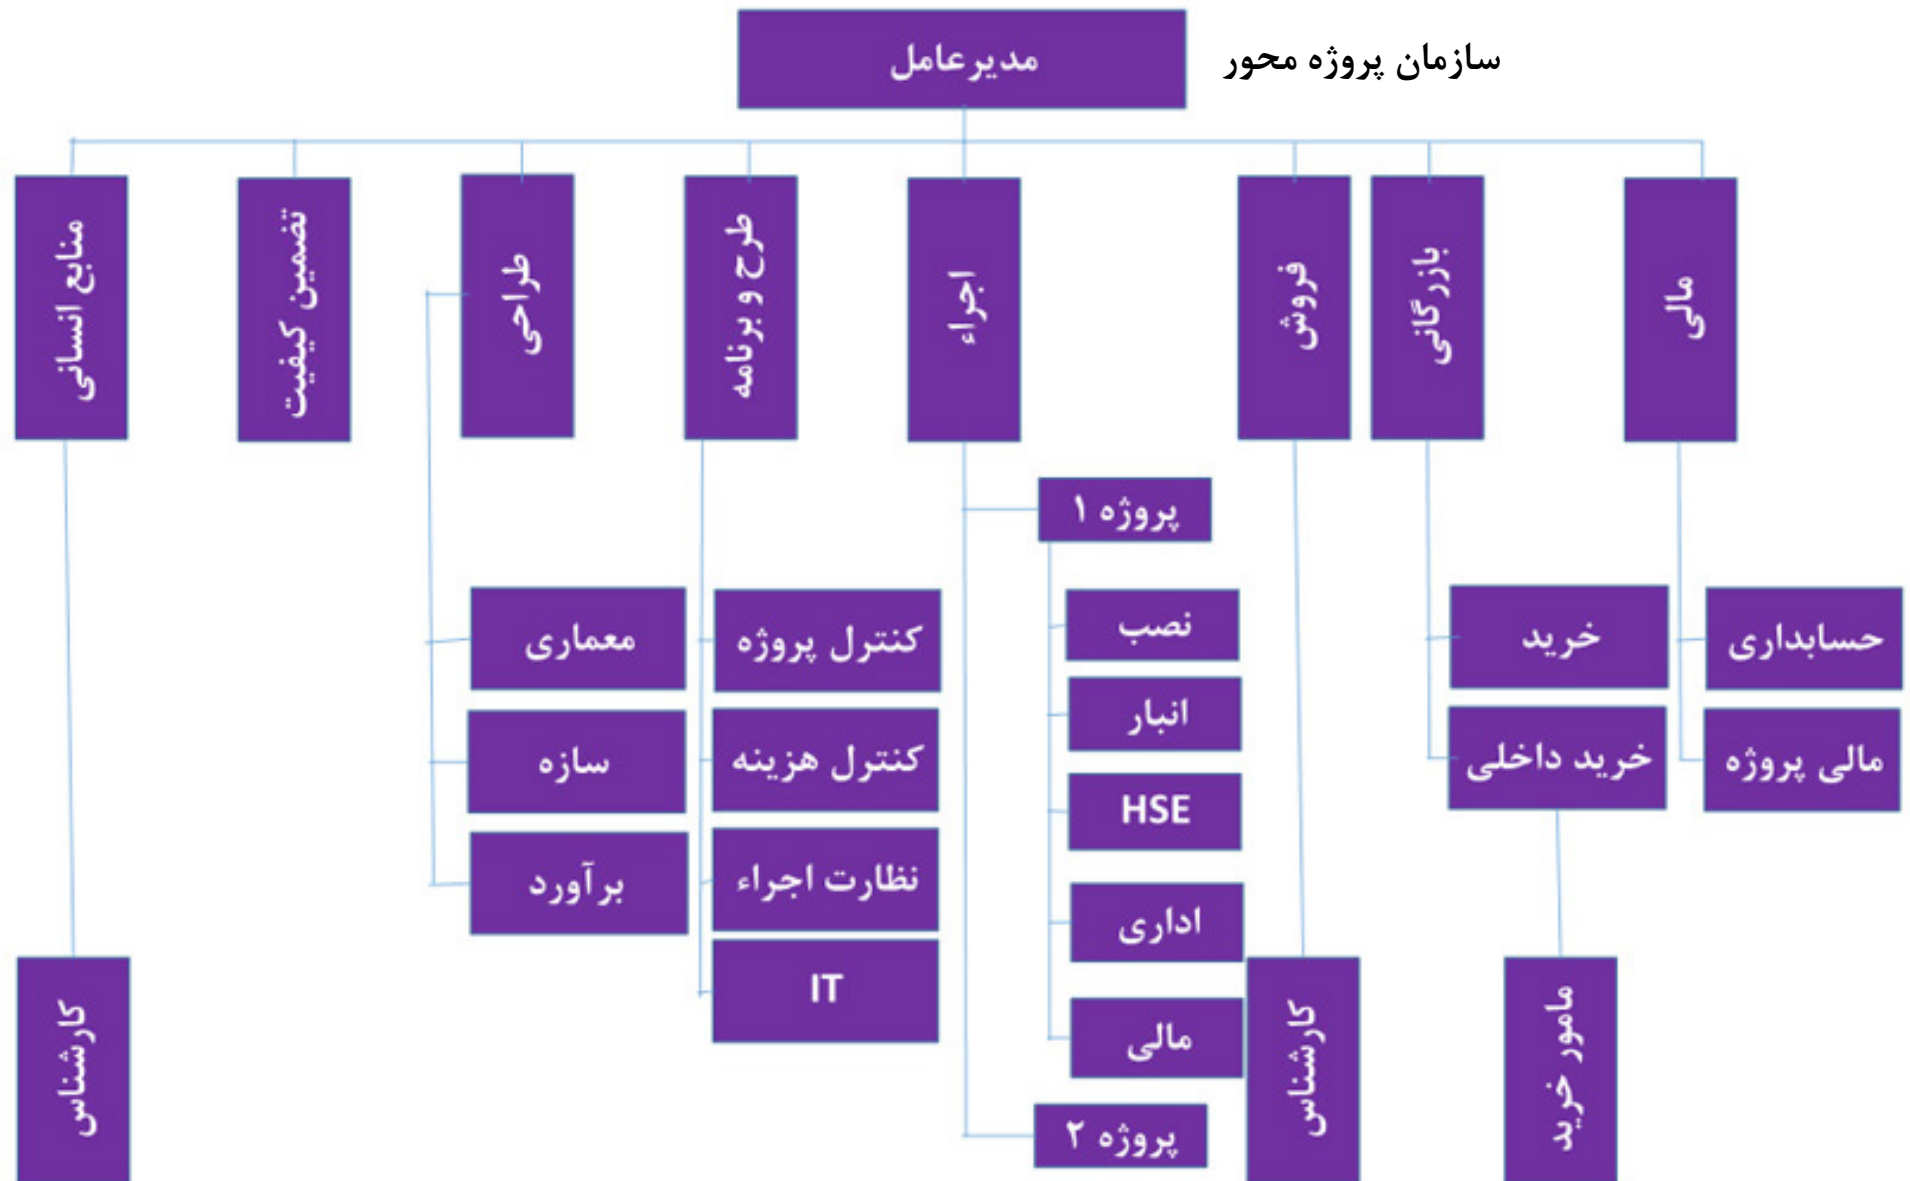 سازمان پروژه محور
مدیرعامل
مالی
بازرگانی
فروش
اجراء
طرح و برنامه
طراحی
تضمین کیفیت
منابع انسانی
حسابداری
مالی پروژه
خرید
خرید داخلی
مامور خرید
کارشناس
پروژه ۱
نصب
انبار
HSE
اداری
مالی
پروژه ۲
کنترل پروژه
کنترل هزینه
نظارت اجراء
IT
معماری
سازه
برآورد
کارشناس